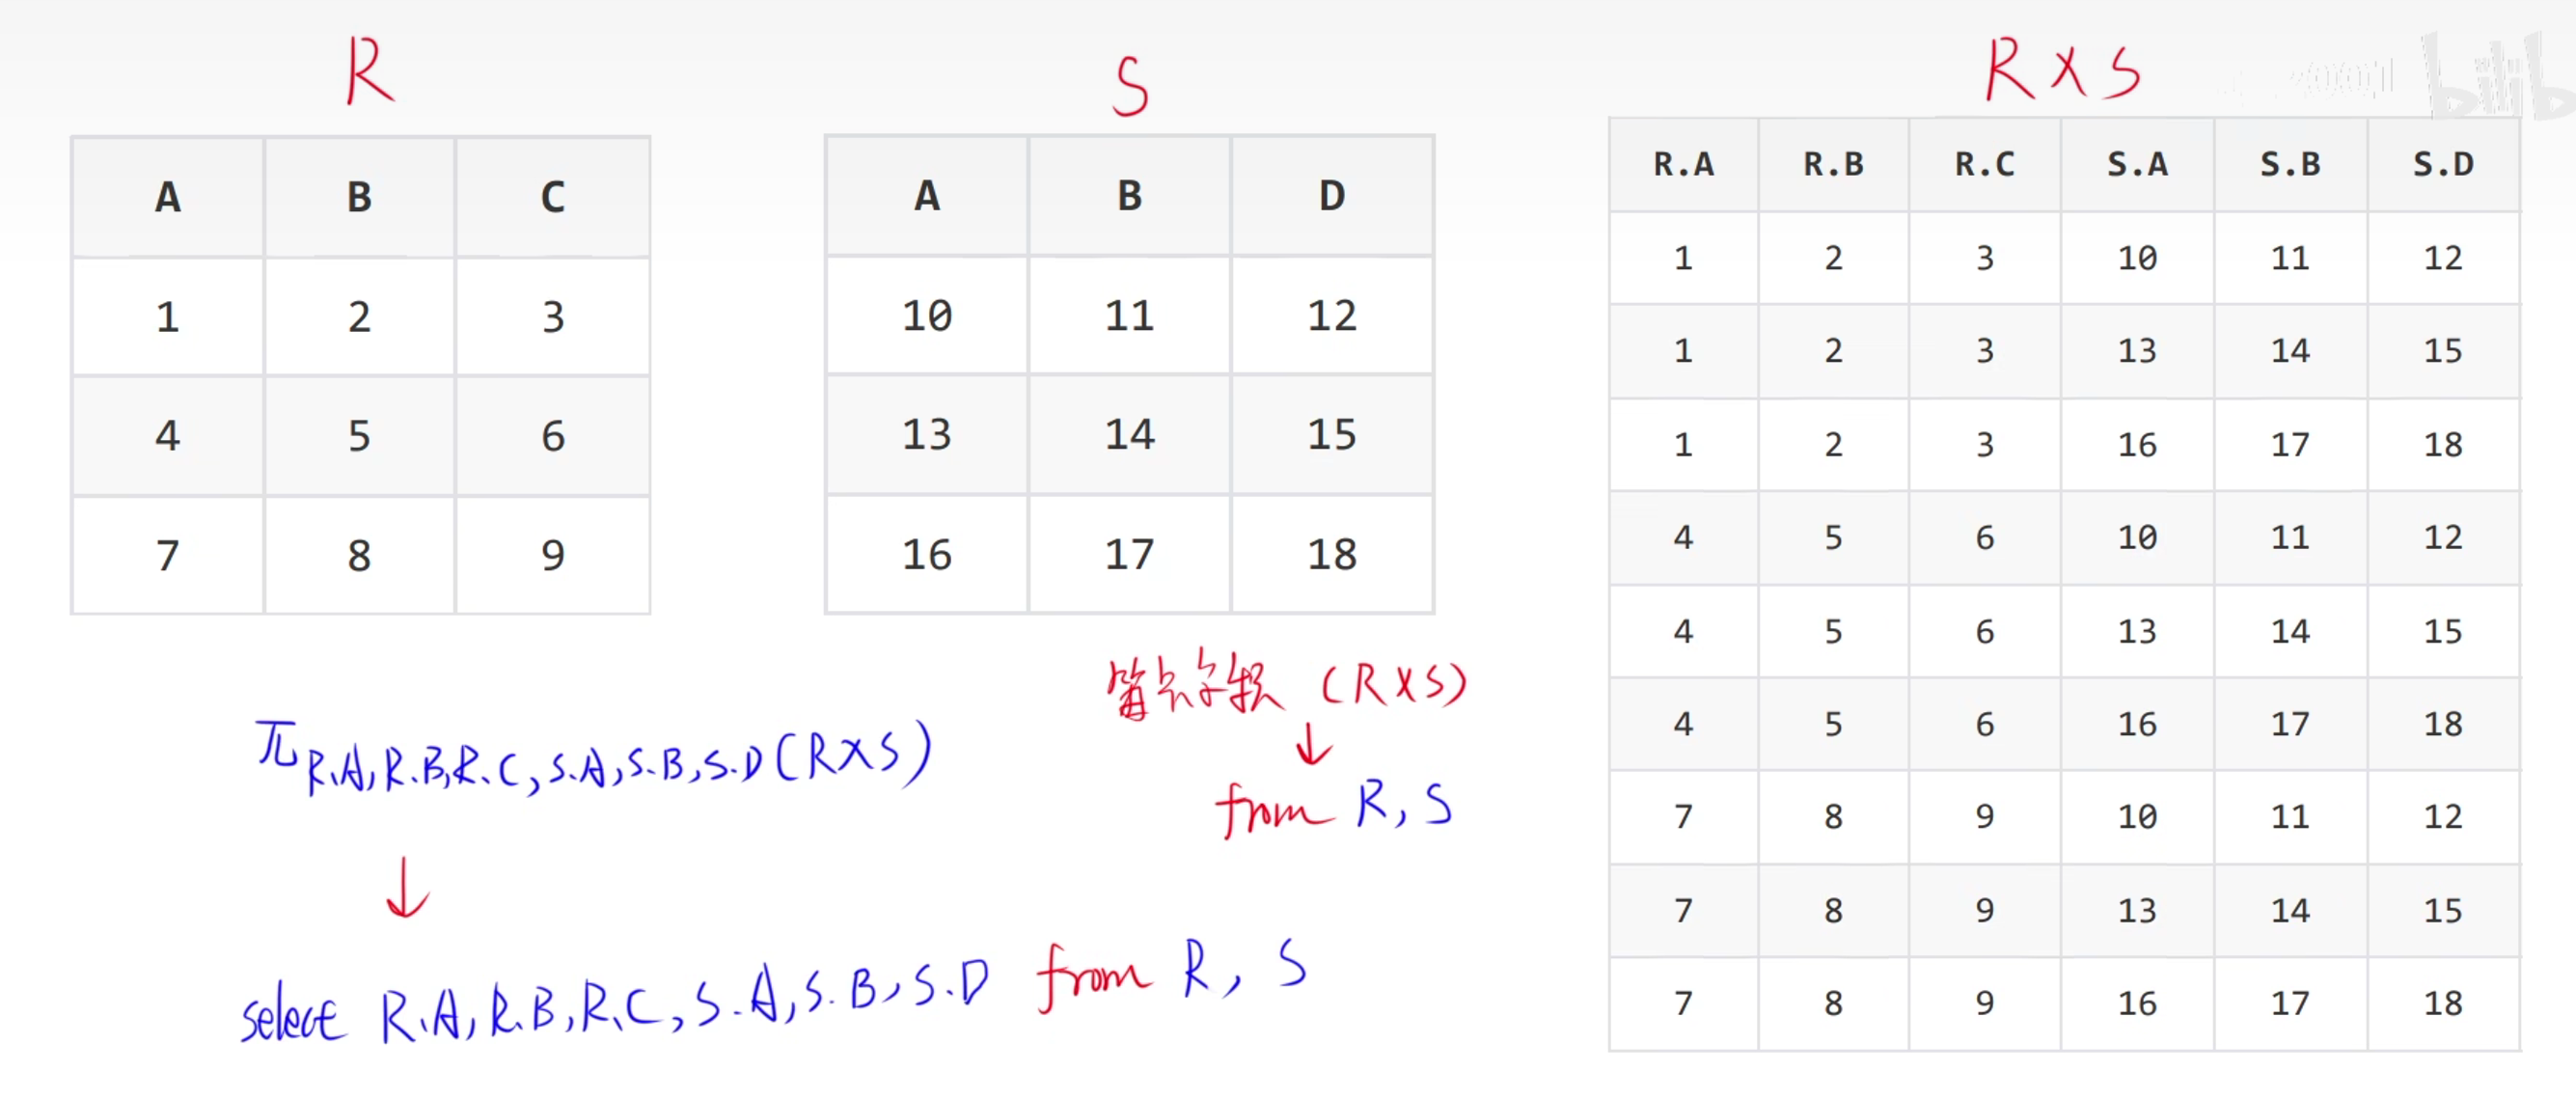 R
A B C
1 2 3
4 5 6
7 8 9
S
A B D
10 11 12
13 14 15
16 17 18
R×S
bilib
R.A R.B R.C S.A S.B S.D
1 2 3 10 11 12
1 2 3 13 14 15
1 2 3 16 17 18
4 5 6 10 11 12
4 5 6 13 14 15
4 5 6 16 17 18
7 8 9 10 11 12
7 8 9 13 14 15
7 8 9 16 17 18
笛卡尔积 (R×S)
↓
from R, S
π R.A, R.B, R.C, S.A, S.B, S.D (R×S)
↓
select R.A, R.B, R.C, S.A, S.B, S.D from R, S